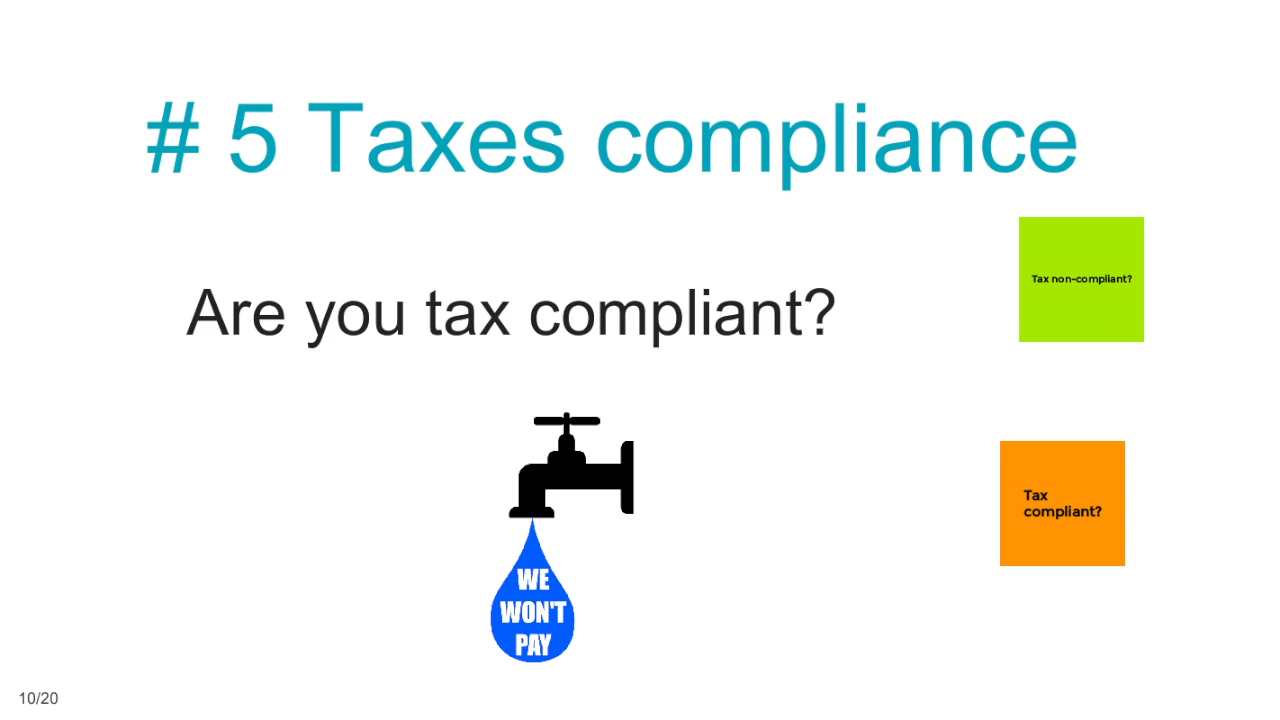 # 5 Taxes compliance
Are you tax compliant?
Tax non-compliant?
Tax
compliant?
WE
WON'T
PAY
10/20